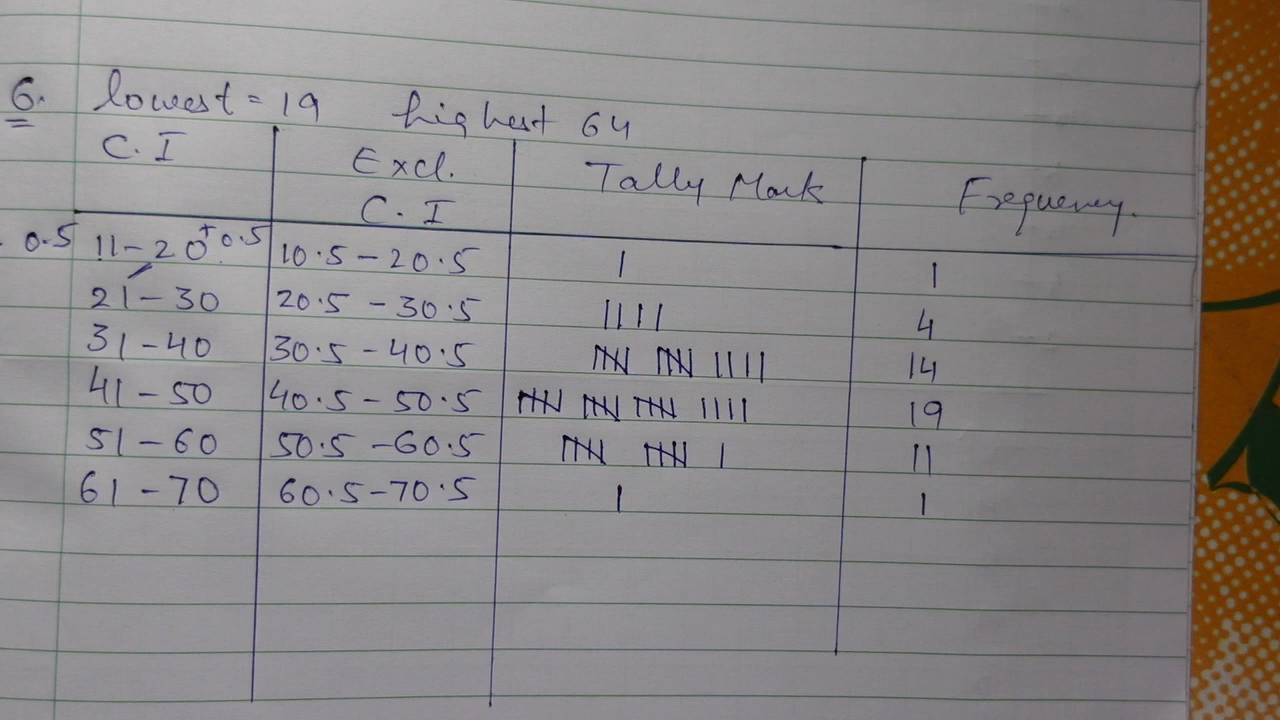 6. lowest = 19 highest 64
C.I Excl. C.I Tally Mark Frequency.
- 0.5 11-20 +0.5 10.5-20.5 | 1
21-30 20.5-30.5 |||| 4
31-40 30.5-40.5 𝍸 𝍸 |||| 14
41-50 40.5-50.5 𝍸 𝍸 𝍸 |||| 19
51-60 50.5-60.5 𝍸 𝍸 | 11
61-70 60.5-70.5 | 1